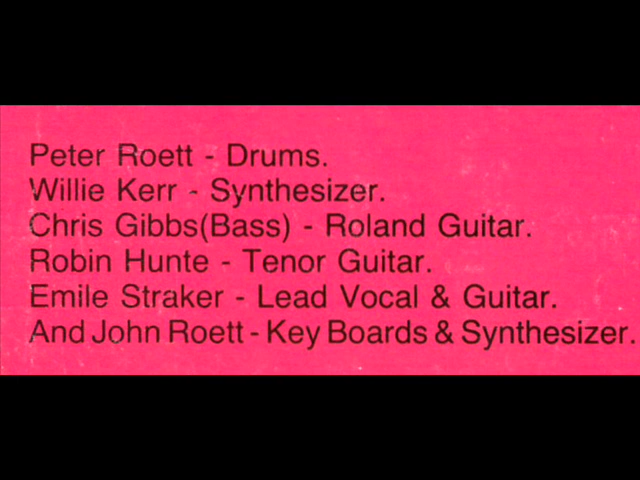 Peter Roett - Drums.
Willie Kerr - Synthesizer.
Chris Gibbs(Bass) - Roland Guitar.
Robin Hunte - Tenor Guitar.
Emile Straker - Lead Vocal & Guitar.
And John Roett - Key Boards & Synthesizer.